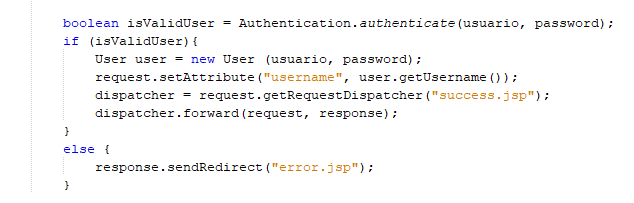 boolean isValidUser = Authentication.authenticate(usuario, password);
if (isValidUser){
User user = new User (usuario, password);
request.setAttribute("username", user.getUsername());
dispatcher = request.getRequestDispatcher("success.jsp");
dispatcher.forward(request, response);
}
else {
response.sendRedirect("error.jsp");
}